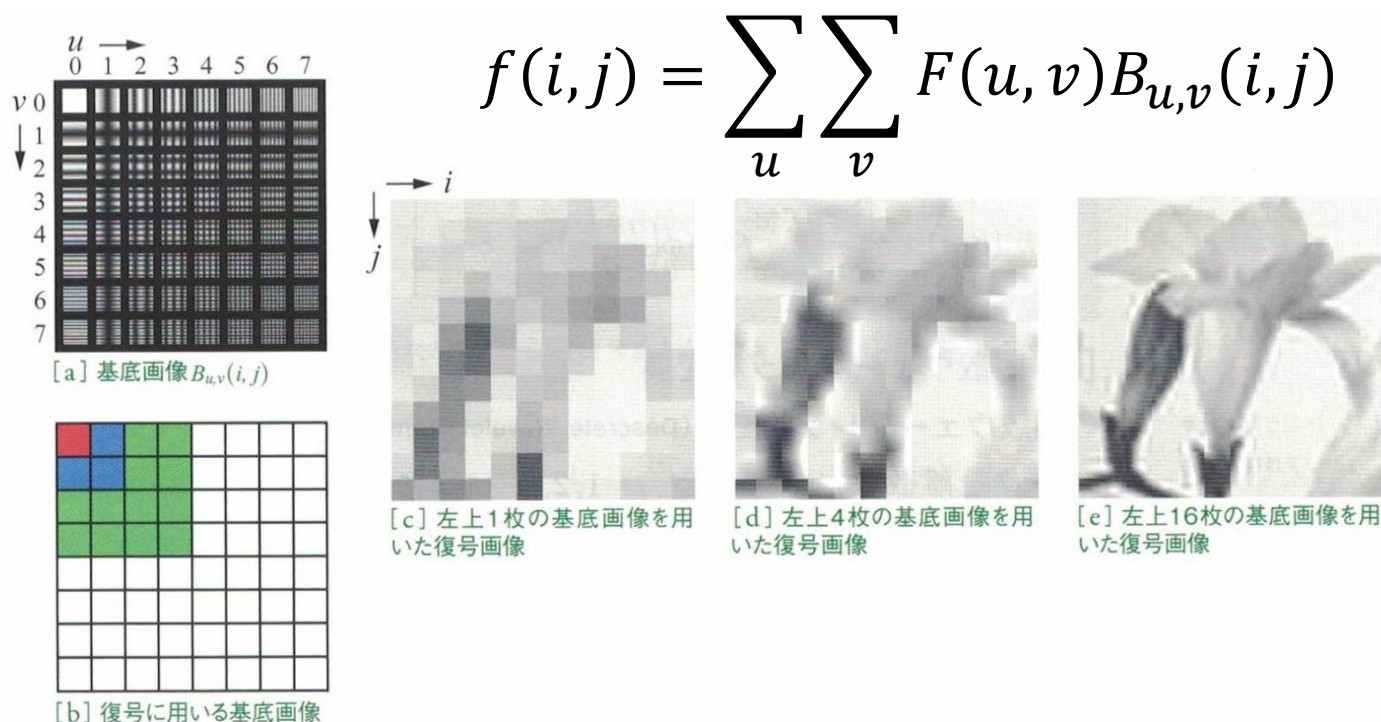 u →
0 1 2 3 4 5 6 7
v 0
1
2
3
4
5
6
7
[a] 基底画像 B_{u,v}(i, j)
f(i,j) = ∑∑ F(u,v)B_{u,v}(i,j)
u v
→ i
j
[b] 復号に用いる基底画像
[c] 左上1枚の基底画像を用
いた復号画像
[d] 左上4枚の基底画像を用
いた復号画像
[e] 左上16枚の基底画像を用
いた復号画像